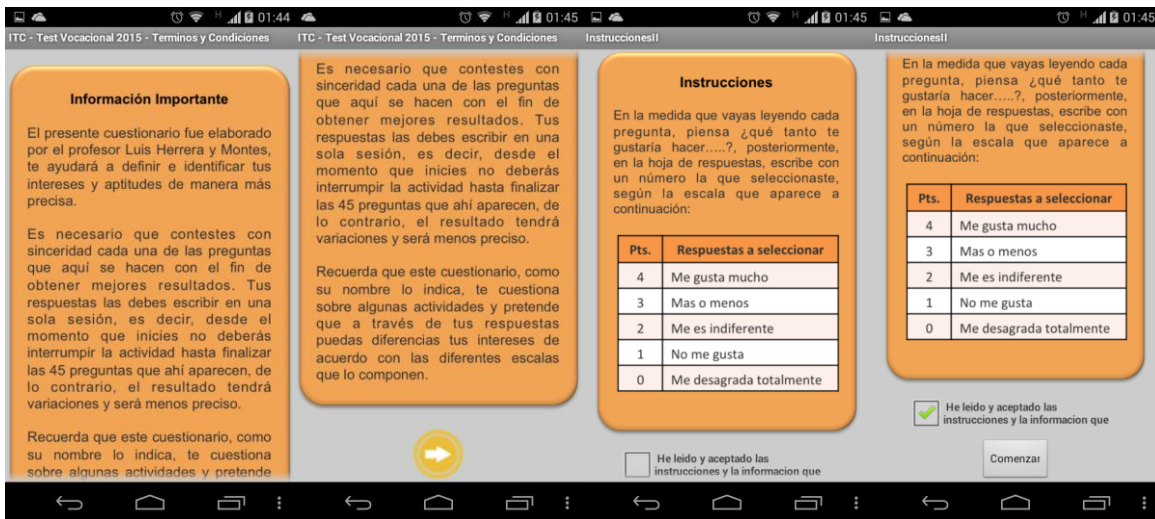 01:44
ITC - Test Vocacional 2015 - Terminos y Condiciones
Información Importante
El presente cuestionario fue elaborado
por el profesor Luis Herrera y Montes,
te ayudará a definir e identificar tus
intereses y aptitudes de manera más
precisa.
Es necesario que contestes con
sinceridad cada una de las preguntas
que aquí se hacen con el fin de
obtener mejores resultados. Tus
respuestas las debes escribir en una
sola sesión, es decir, desde el
momento que inicies no deberás
interrumpir la actividad hasta finalizar
las 45 preguntas que ahí aparecen, de
lo contrario, el resultado tendrá
variaciones y será menos preciso.
Recuerda que este cuestionario, como
su nombre lo indica, te cuestiona
sobre algunas actividades y pretende
H 01:45
ITC - Test Vocacional 2015 - Terminos y Condiciones
Es necesario que contestes con
sinceridad cada una de las preguntas
que aquí se hacen con el fin de
obtener mejores resultados. Tus
respuestas las debes escribir en una
sola sesión, es decir, desde el
momento que inicies no deberás
interrumpir la actividad hasta finalizar
las 45 preguntas que ahí aparecen, de
lo contrario, el resultado tendrá
variaciones y será menos preciso.
Recuerda que este cuestionario, como
su nombre lo indica, te cuestiona
sobre algunas actividades y pretende
que a través de tus respuestas
puedas diferencias tus intereses de
acuerdo con las diferentes escalas
que lo componen.
H 01:45
InstruccionesII
Instrucciones
En la medida que vayas leyendo cada
pregunta, piensa ¿qué tanto te
gustaría hacer.....?, posteriormente,
en la hoja de respuestas, escribe con
un número la que seleccionaste,
según la escala que aparece a
continuación:
Pts. Respuestas a seleccionar
4 Me gusta mucho
3 Mas o menos
2 Me es indiferente
1 No me gusta
0 Me desagrada totalmente
He leido y aceptado las
instrucciones y la informacion que
H 01:45
InstruccionesII
En la medida que vayas leyendo cada
pregunta, piensa ¿qué tanto te
gustaría hacer.....?, posteriormente,
en la hoja de respuestas, escribe con
un número la que seleccionaste,
según la escala que aparece a
continuación:
Pts. Respuestas a seleccionar
4 Me gusta mucho
3 Mas o menos
2 Me es indiferente
1 No me gusta
0 Me desagrada totalmente
He leido y aceptado las
instrucciones y la informacion que
Comenzar